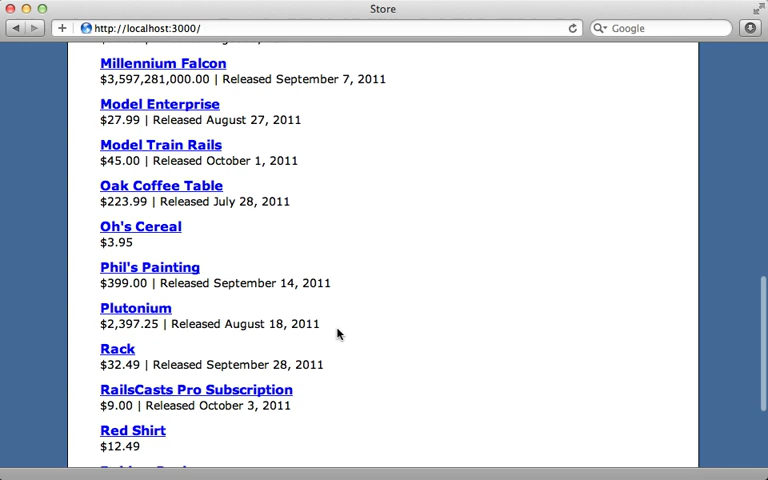 Store
http://localhost:3000/
Google
Millennium Falcon
$3,597,281,000.00 | Released September 7, 2011
Model Enterprise
$27.99 | Released August 27, 2011
Model Train Rails
$45.00 | Released October 1, 2011
Oak Coffee Table
$223.99 | Released July 28, 2011
Oh's Cereal
$3.95
Phil's Painting
$399.00 | Released September 14, 2011
Plutonium
$2,397.25 | Released August 18, 2011
Rack
$32.49 | Released September 28, 2011
RailsCasts Pro Subscription
$9.00 | Released October 3, 2011
Red Shirt
$12.49